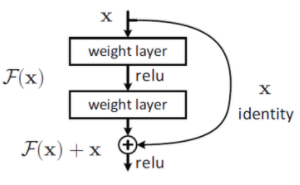 x
weight layer
relu
F(x)
weight layer
x
identity
F(x) + x
+
relu